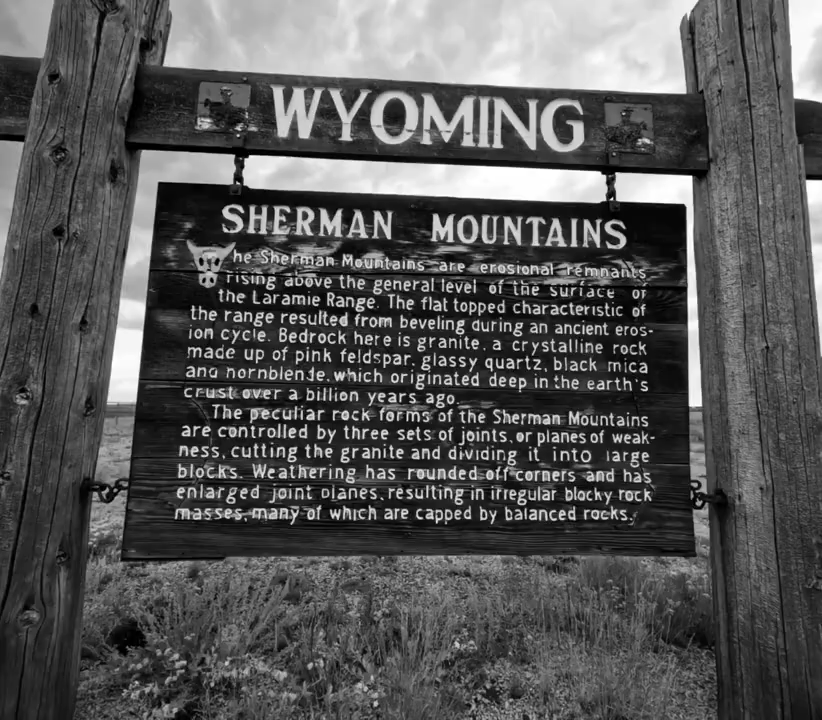 WYOMING
SHERMAN MOUNTAINS
The Sherman Mountains are erosional remnants
rising above the general level of the surface of
the Laramie Range. The flat topped characteristic of
the range resulted from beveling during an ancient eros-
ion cycle. Bedrock here is granite, a crystalline rock
made up of pink feldspar, glassy quartz, black mica
and hornblende, which originated deep in the earth's
crust over a billion years ago.
The peculiar rock forms of the Sherman Mountains
are controlled by three sets of joints, or planes of weak-
ness, cutting the granite and dividing it into large
blocks. Weathering has rounded off corners and has
enlarged joint planes, resulting in irregular blocky rock
masses, many of which are capped by balanced rocks.